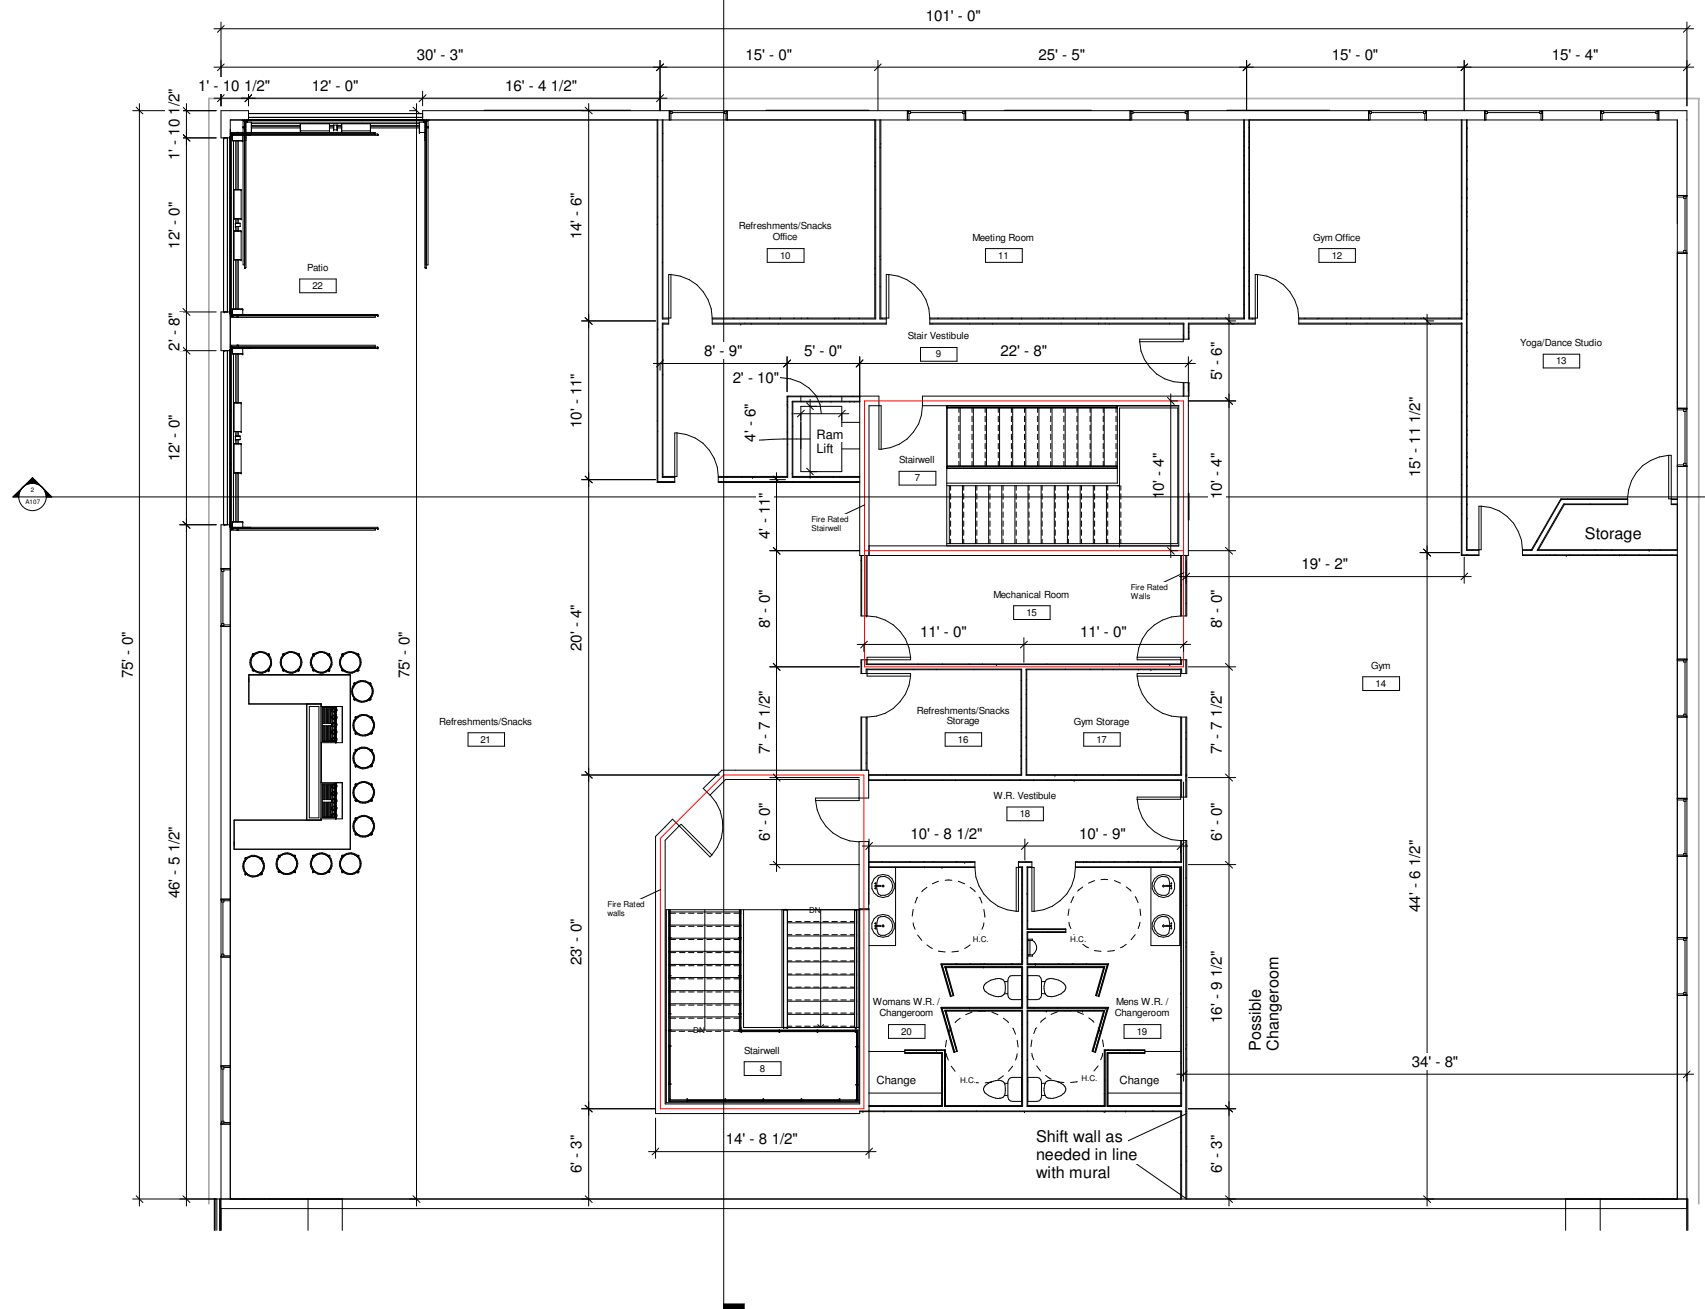 101' - 0"
30' - 3"
15' - 0"
25' - 5"
15' - 0"
15' - 4"
1' - 10 1/2"
12' - 0"
16' - 4 1/2"
1' - 10 1/2"
12' - 0"
2' - 8"
12' - 0"
46' - 5 1/2"
75' - 0"
75' - 0"
14' - 6"
10' - 11"
20' - 4"
23' - 0"
6' - 3"
Patio
22
Refreshments/Snacks
Office
10
Meeting Room
11
Gym Office
12
Yoga/Dance Studio
13
Stair Vestibule
9
8' - 9"
5' - 0"
22' - 8"
2' - 10"
4' - 6"
Ram
Lift
5' - 6"
Stairwell
7
10' - 4"
10' - 4"
15' - 11 1/2"
2
A107
Fire Rated
Stairwell
4' - 11"
Storage
19' - 2"
Mechanical Room
15
Fire Rated
Walls
8' - 0"
8' - 0"
11' - 0"
11' - 0"
Gym
14
Refreshments/Snacks
21
Refreshments/Snacks
Storage
16
Gym Storage
17
7' - 7 1/2"
7' - 7 1/2"
W.R. Vestibule
18
6' - 0"
6' - 0"
10' - 8 1/2"
10' - 9"
44' - 6 1/2"
Fire Rated
walls
DN
DN
H.C.
H.C.
Womans W.R. /
Changeroom
20
Mens W.R. /
Changeroom
19
16' - 9 1/2"
Possible
Changeroom
Stairwell
8
Change
H.C.
H.C.
Change
34' - 8"
14' - 8 1/2"
Shift wall as
needed in line
with mural
6' - 3"